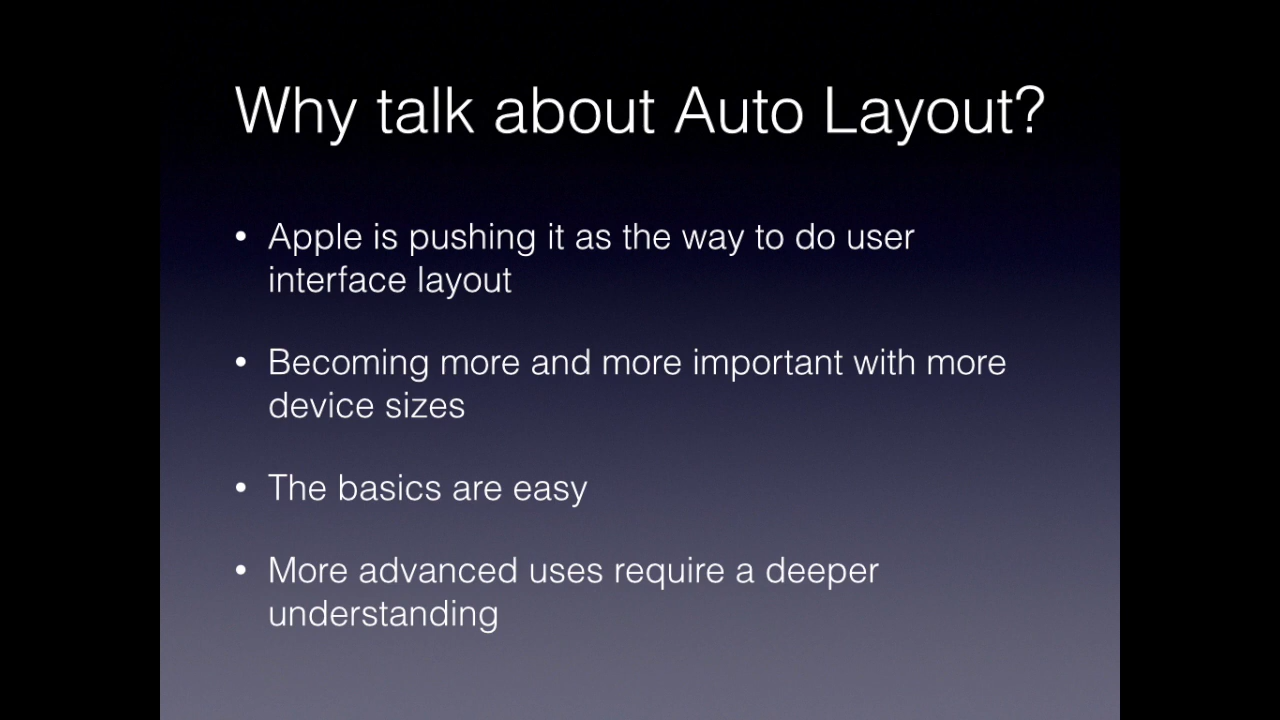 Why talk about Auto Layout?
• Apple is pushing it as the way to do user
interface layout
• Becoming more and more important with more
device sizes
• The basics are easy
• More advanced uses require a deeper
understanding